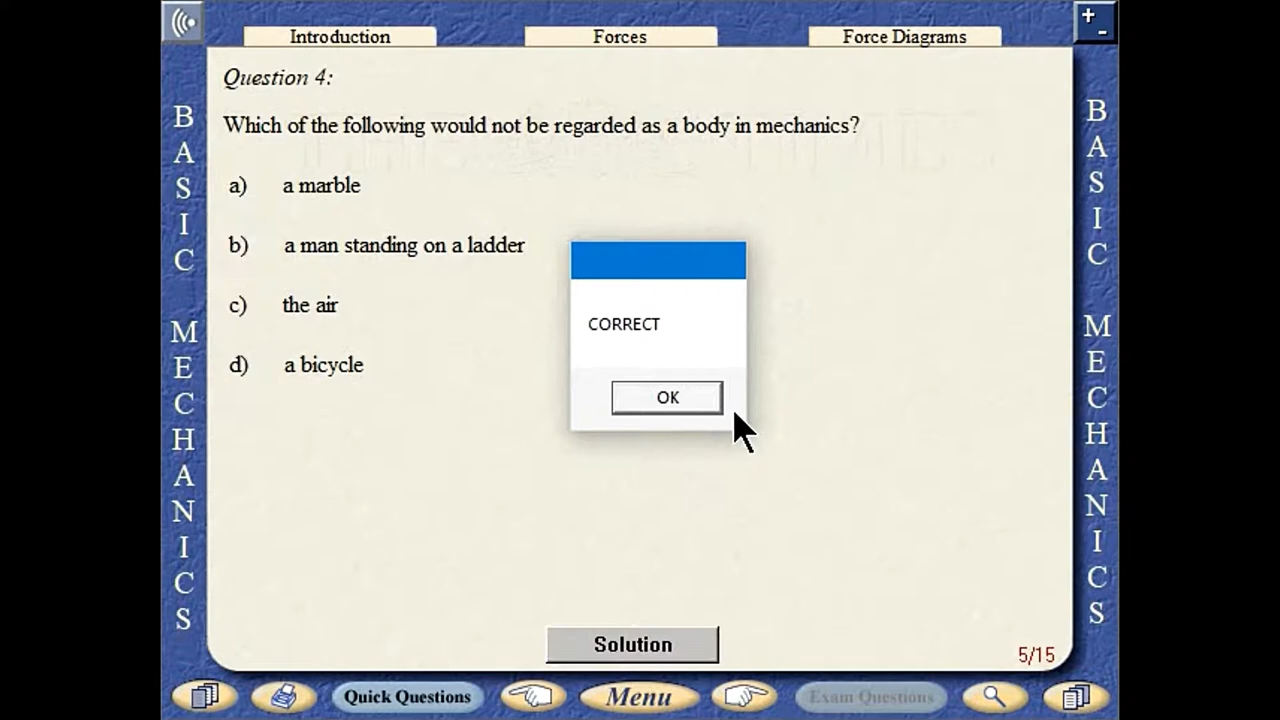 +
-
Introduction
Forces
Force Diagrams
BASIC MECHANICS
Question 4:
Which of the following would not be regarded as a body in mechanics?
a) a marble
b) a man standing on a ladder
c) the air
d) a bicycle
CORRECT
OK
Solution
5/15
BASIC MECHANICS
Quick Questions
Menu
Exam Questions